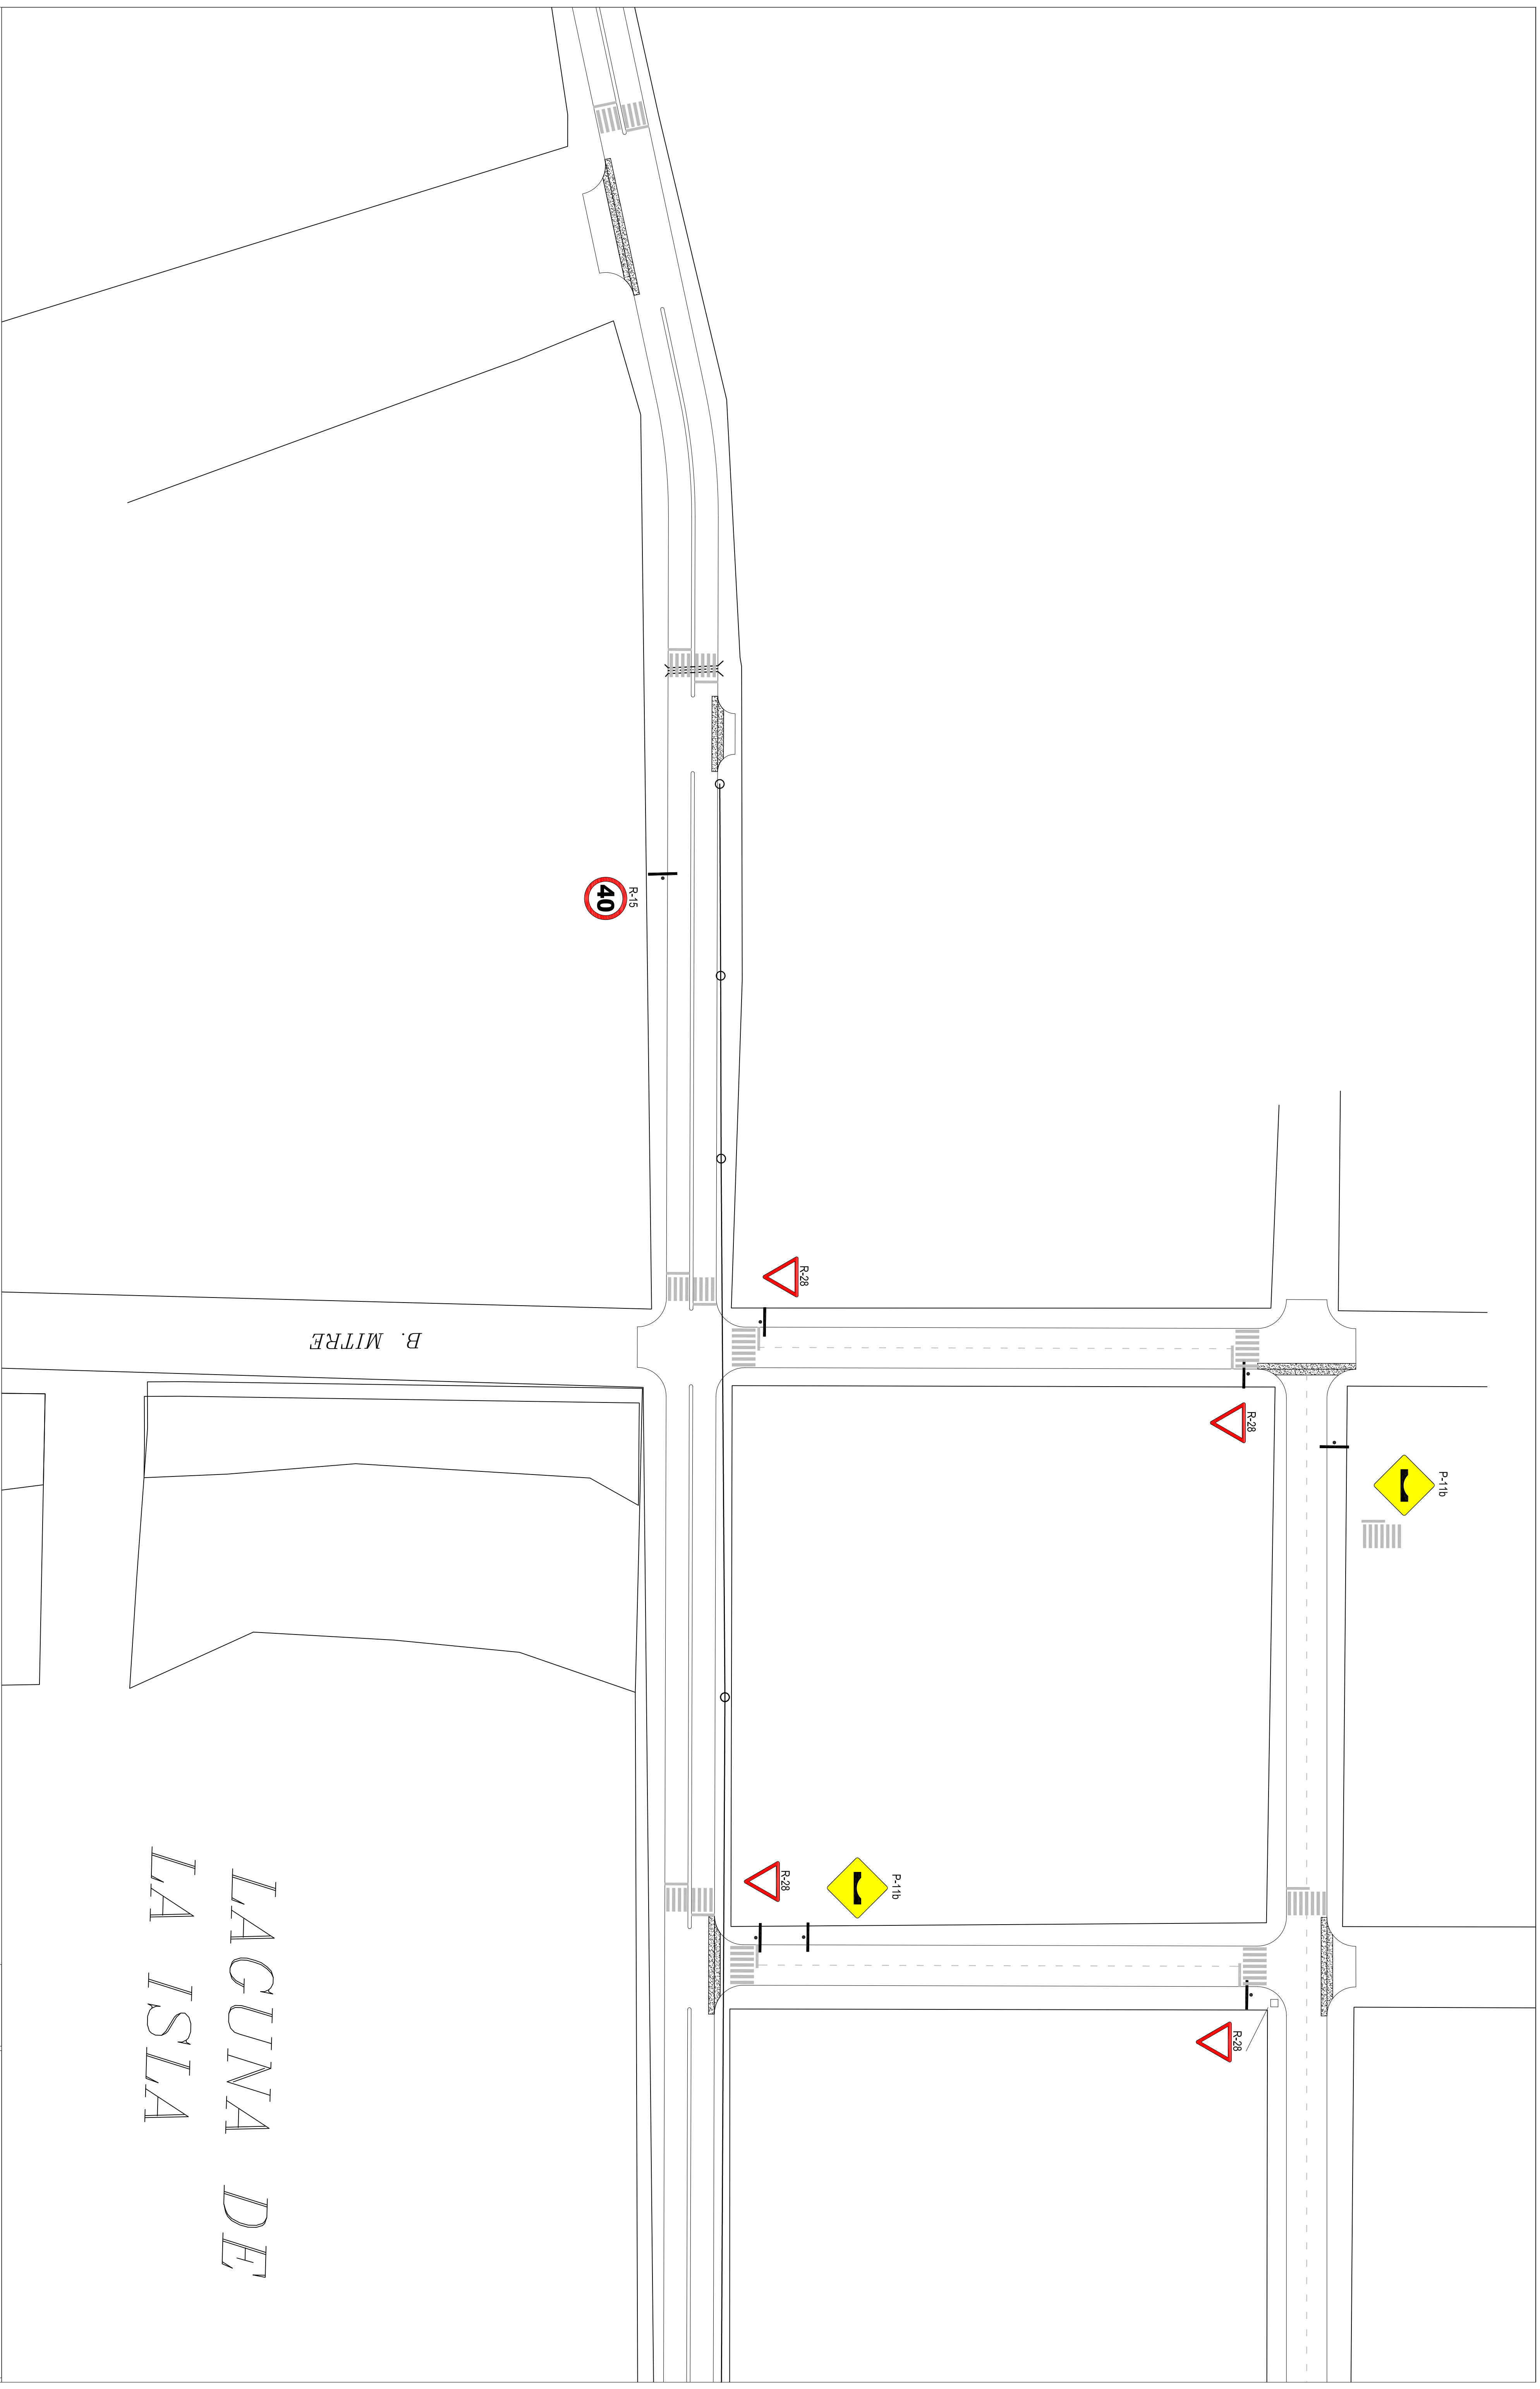 R-15
40
R-28
R-28
P-11b
B. MITRE
R-28
P-11b
R-28
LAGUNA DE
LA ISLA